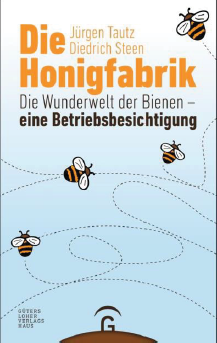 Die Jürgen Tautz
Diedrich Steen
Honigfabrik
Die Wunderwelt der Bienen –
eine Betriebsbesichtigung
GÜTERS
LOHER
VERLAGS
HAUS
G